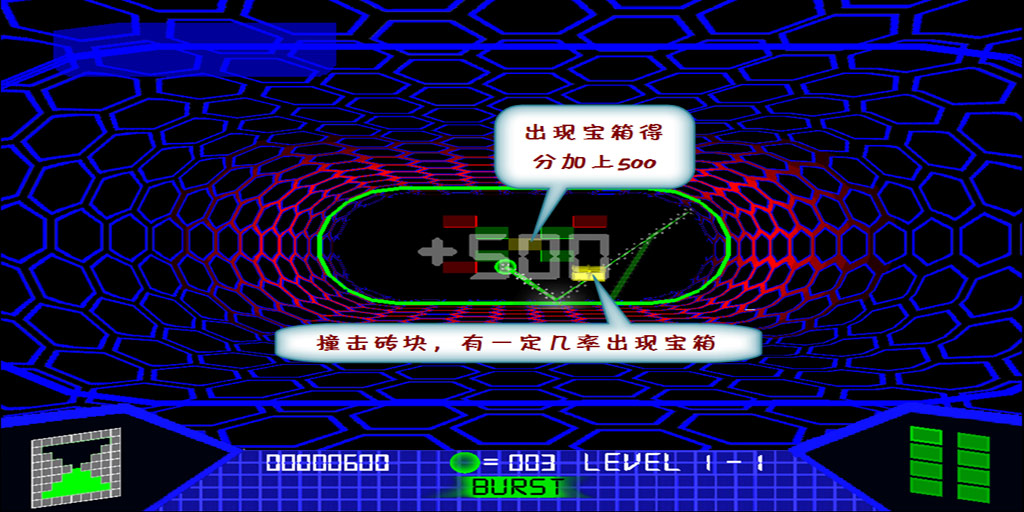 出现宝箱得
分加上500
+500
撞击砖块，有一定几率出现宝箱
00000600
= 003
LEVEL 1-1
BURST